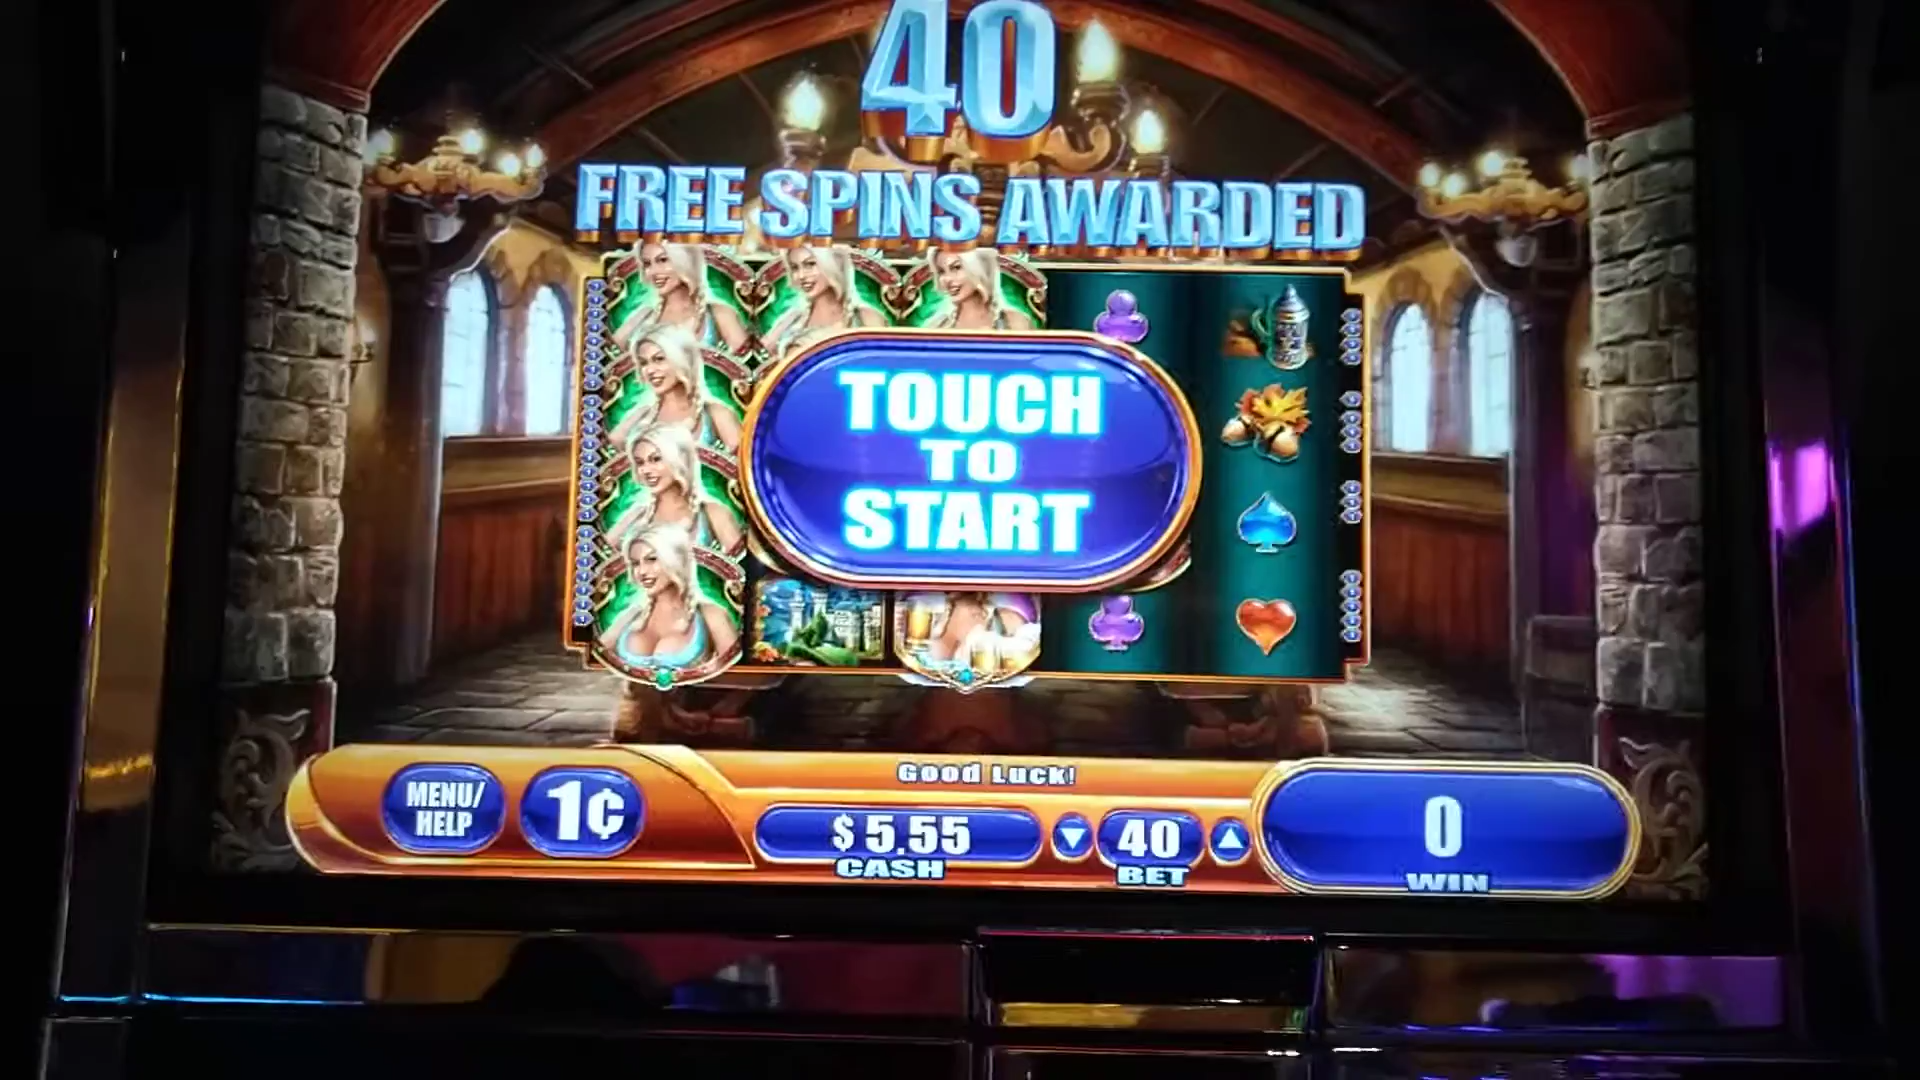 40
FREE SPINS AWARDED
TOUCH
TO
START
Good Luck!
MENU/
HELP
1¢
$ 5.55
CASH
40
BET
0
WIN